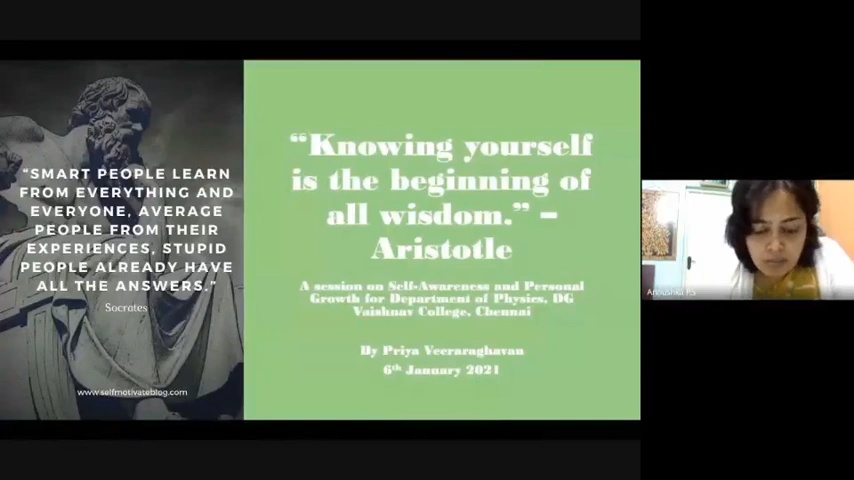 “SMART PEOPLE LEARN
FROM EVERYTHING AND
EVERYONE, AVERAGE
PEOPLE FROM THEIR
EXPERIENCES, STUPID
PEOPLE ALREADY HAVE
ALL THE ANSWERS.”
Socrates
www.selfmotivateblog.com
“Knowing yourself
is the beginning of
all wisdom.” –
Aristotle
A session on Self-Awareness and Personal
Growth for Department of Physics, DG
Vaishnav College, Chennai
By Priya Veeraraghavan
6th January 2021
Anoushka P.S